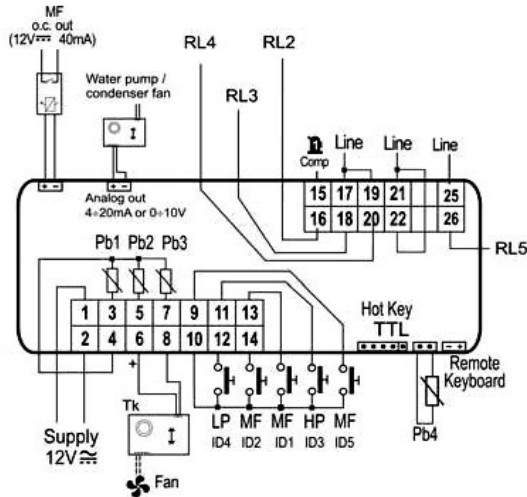 MF
o.c. out
(12V⎓ 40mA)
Water pump /
condenser fan
RL4
RL2
RL3
1
Comp
Line
Line
Line
Analog out
4÷20mA or 0÷10V
15 17 19 21 25
16 18 20 22 26
RL5
Pb1 Pb2 Pb3
1 3 5 7 9 11 13
2 4 6 8 10 12 14
Hot Key
TTL
Remote
Keyboard
Pb4
+
Tk
LP MF MF HP MF
ID4 ID2 ID1 ID3 ID5
Supply
12V
Fan